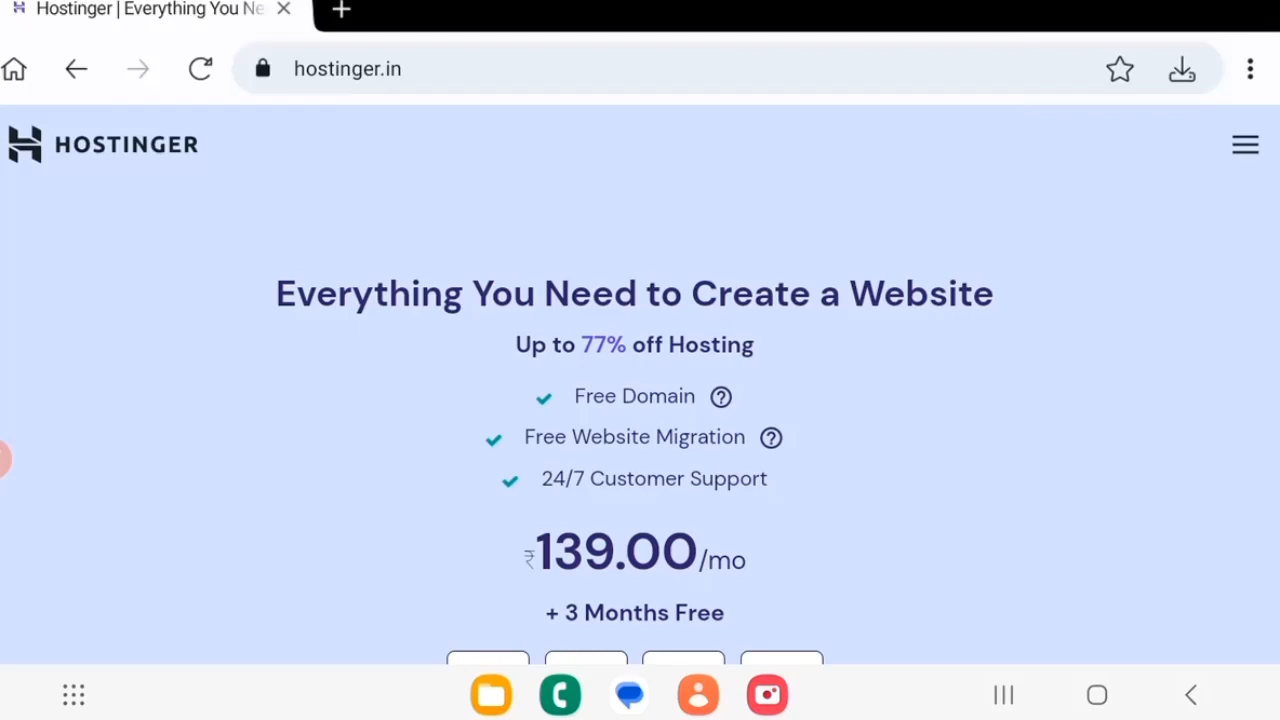 Hostinger | Everything You Ne
hostinger.in
HOSTINGER
Everything You Need to Create a Website
Up to 77% off Hosting
Free Domain
Free Website Migration
24/7 Customer Support
₹139.00/mo
+ 3 Months Free